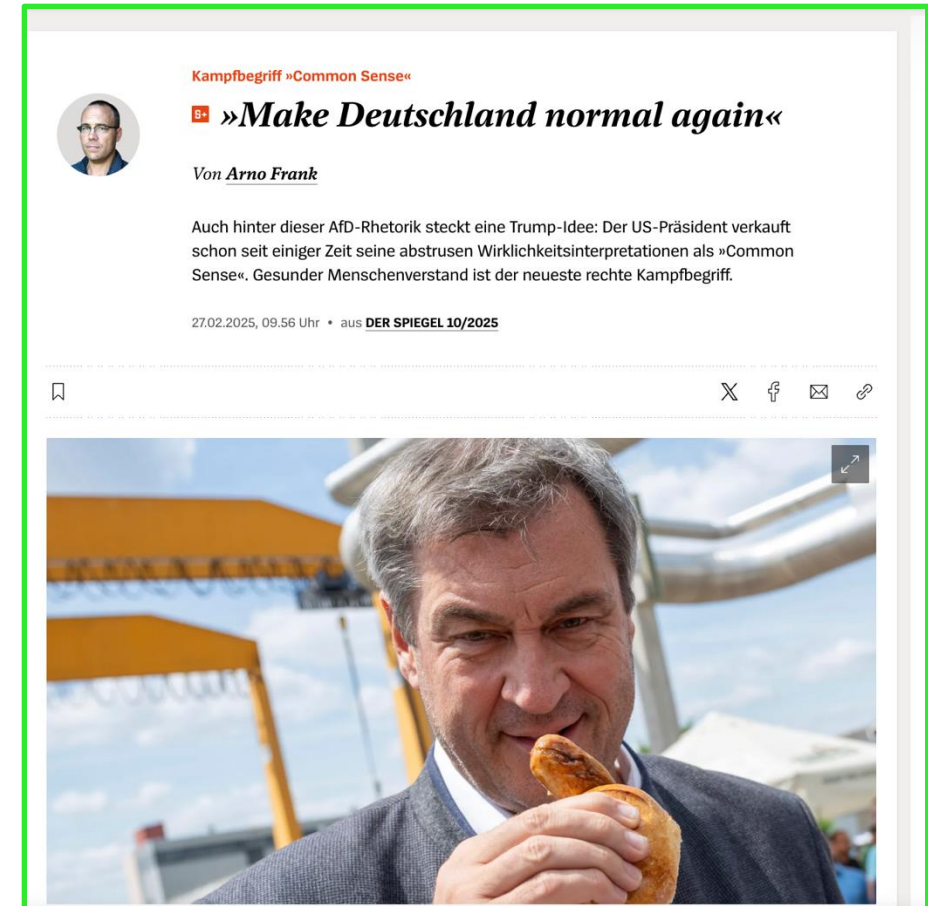 Kampfbegriff »Common Sense«
S+ »Make Deutschland normal again«
Von Arno Frank
Auch hinter dieser AfD-Rhetorik steckt eine Trump-Idee: Der US-Präsident verkauft
schon seit einiger Zeit seine abstrusen Wirklichkeitsinterpretationen als »Common
Sense«. Gesunder Menschenverstand ist der neueste rechte Kampfbegriff.
27.02.2025, 09.56 Uhr • aus DER SPIEGEL 10/2025